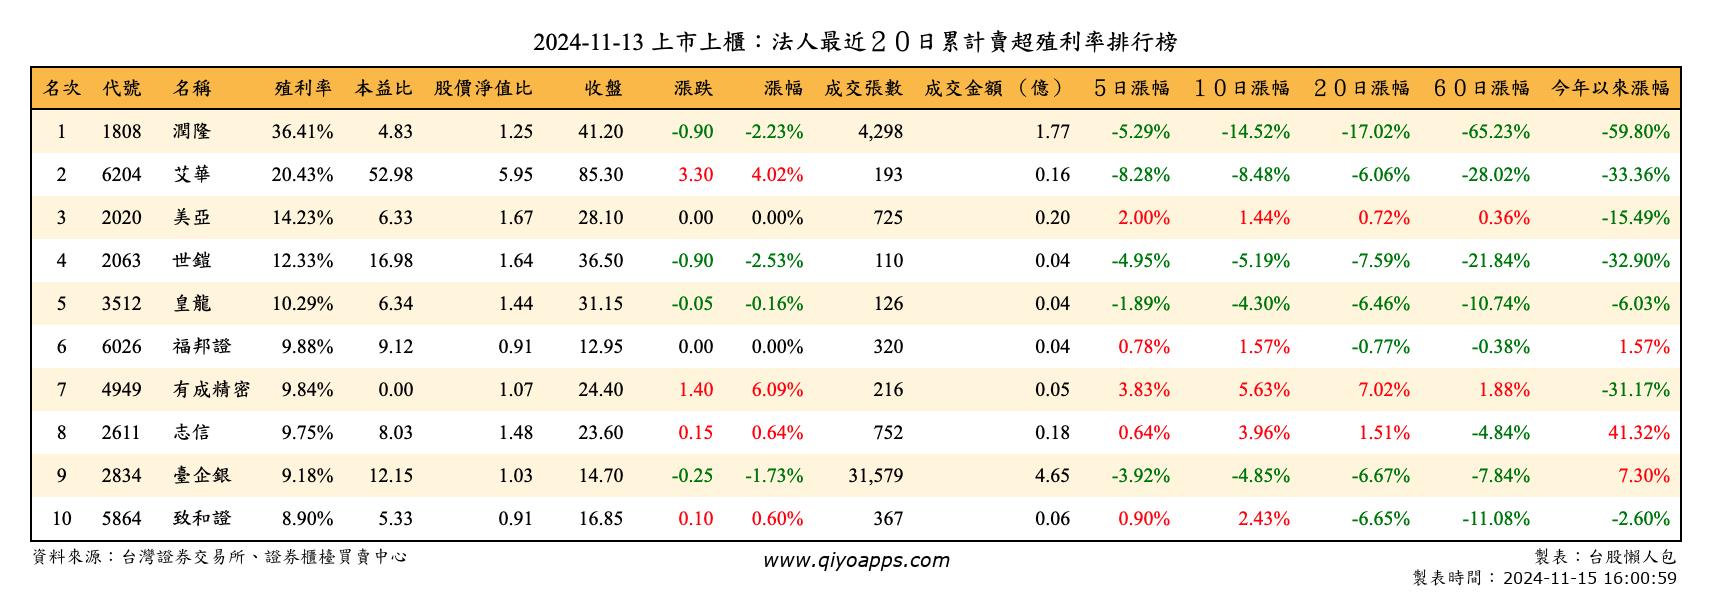 2024-11-13 上市上櫃：法人最近２０日累計賣超殖利率排行榜
名次 代號 名稱 殖利率 本益比 股價淨值比 收盤 漲跌 漲幅 成交張數 成交金額（億） ５日漲幅 １０日漲幅 ２０日漲幅 ６０日漲幅 今年以來漲幅
1 1808 潤隆 36.41% 4.83 1.25 41.20 -0.90 -2.23% 4,298 1.77 -5.29% -14.52% -17.02% -65.23% -59.80%
2 6204 艾華 20.43% 52.98 5.95 85.30 3.30 4.02% 193 0.16 -8.28% -8.48% -6.06% -28.02% -33.36%
3 2020 美亞 14.23% 6.33 1.67 28.10 0.00 0.00% 725 0.20 2.00% 1.44% 0.72% 0.36% -15.49%
4 2063 世鎧 12.33% 16.98 1.64 36.50 -0.90 -2.53% 110 0.04 -4.95% -5.19% -7.59% -21.84% -32.90%
5 3512 皇龍 10.29% 6.34 1.44 31.15 -0.05 -0.16% 126 0.04 -1.89% -4.30% -6.46% -10.74% -6.03%
6 6026 福邦證 9.88% 9.12 0.91 12.95 0.00 0.00% 320 0.04 0.78% 1.57% -0.77% -0.38% 1.57%
7 4949 有成精密 9.84% 0.00 1.07 24.40 1.40 6.09% 216 0.05 3.83% 5.63% 7.02% 1.88% -31.17%
8 2611 志信 9.75% 8.03 1.48 23.60 0.15 0.64% 752 0.18 0.64% 3.96% 1.51% -4.84% 41.32%
9 2834 臺企銀 9.18% 12.15 1.03 14.70 -0.25 -1.73% 31,579 4.65 -3.92% -4.85% -6.67% -7.84% 7.30%
10 5864 致和證 8.90% 5.33 0.91 16.85 0.10 0.60% 367 0.06 0.90% 2.43% -6.65% -11.08% -2.60%
資料來源：台灣證券交易所、證券櫃檯買賣中心 www.qiyoapps.com 製表：台股懶人包
製表時間：2024-11-15 16:00:59